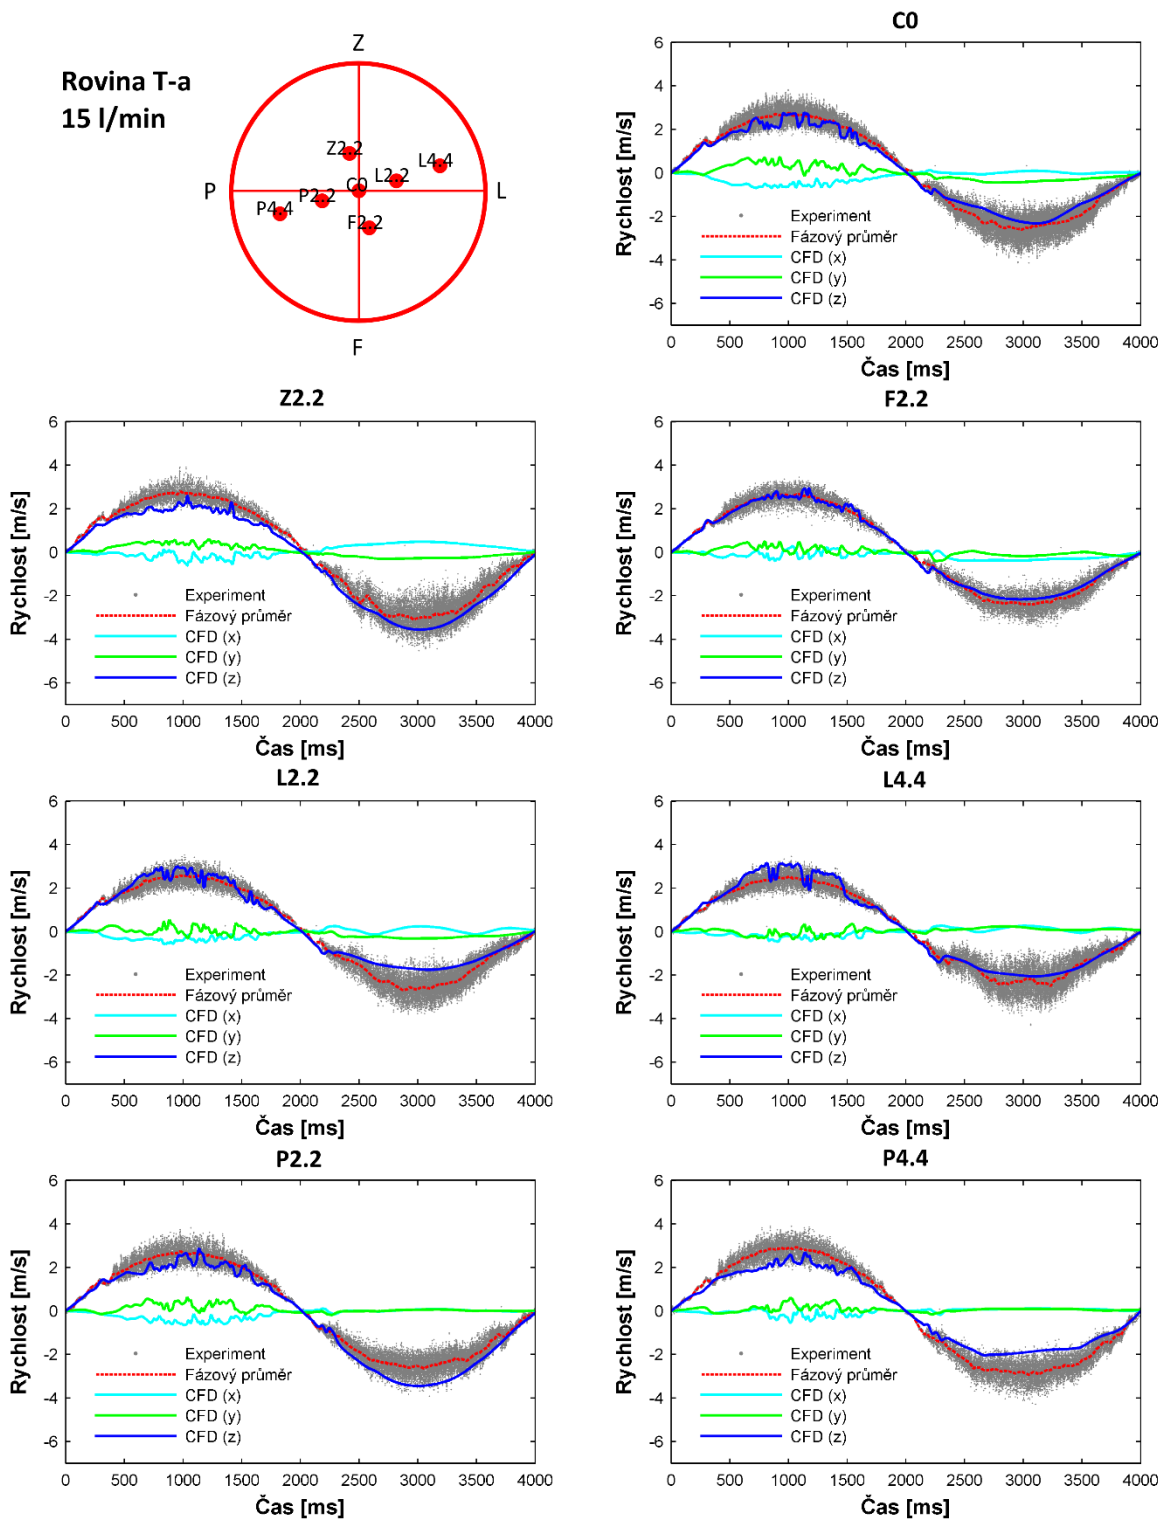 Rovina T-a
15 l/min
Z
Z2.2
L4.4
L2.2
P
C0
L
P2.2
P4.4
F2.2
F
C0
Rychlost [m/s]
6
4
2
0
-2
-4
-6
Experiment
Fázový průměr
CFD (x)
CFD (y)
CFD (z)
0 500 1000 1500 2000 2500 3000 3500 4000
Čas [ms]
Z2.2
Rychlost [m/s]
6
4
2
0
-2
-4
-6
Experiment
Fázový průměr
CFD (x)
CFD (y)
CFD (z)
0 500 1000 1500 2000 2500 3000 3500 4000
Čas [ms]
F2.2
Rychlost [m/s]
6
4
2
0
-2
-4
-6
Experiment
Fázový průměr
CFD (x)
CFD (y)
CFD (z)
0 500 1000 1500 2000 2500 3000 3500 4000
Čas [ms]
L2.2
Rychlost [m/s]
6
4
2
0
-2
-4
-6
Experiment
Fázový průměr
CFD (x)
CFD (y)
CFD (z)
0 500 1000 1500 2000 2500 3000 3500 4000
Čas [ms]
L4.4
Rychlost [m/s]
6
4
2
0
-2
-4
-6
Experiment
Fázový průměr
CFD (x)
CFD (y)
CFD (z)
0 500 1000 1500 2000 2500 3000 3500 4000
Čas [ms]
P2.2
Rychlost [m/s]
6
4
2
0
-2
-4
-6
Experiment
Fázový průměr
CFD (x)
CFD (y)
CFD (z)
0 500 1000 1500 2000 2500 3000 3500 4000
Čas [ms]
P4.4
Rychlost [m/s]
6
4
2
0
-2
-4
-6
Experiment
Fázový průměr
CFD (x)
CFD (y)
CFD (z)
0 500 1000 1500 2000 2500 3000 3500 4000
Čas [ms]